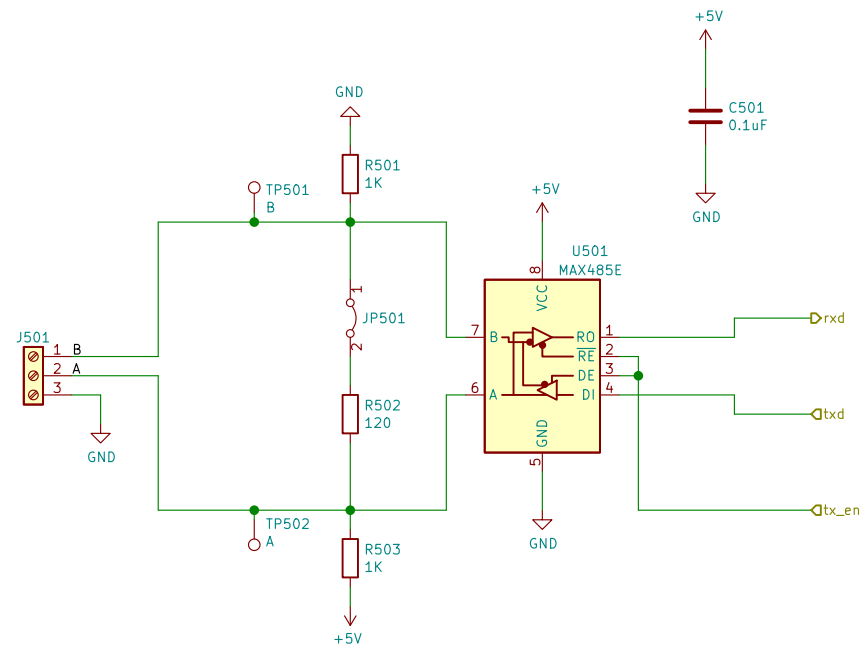 +5V
C501
0.1uF
GND
GND
R501
1K
TP501
B
+5V
U501
MAX485E
8
VCC
1
JP501
2
J501
1 B
2 A
3
GND
7 B
6 A
RO 1
RE 2
DE 3
DI 4
GND
5
GND
rxd
txd
tx_en
R502
120
TP502
A
R503
1K
+5V